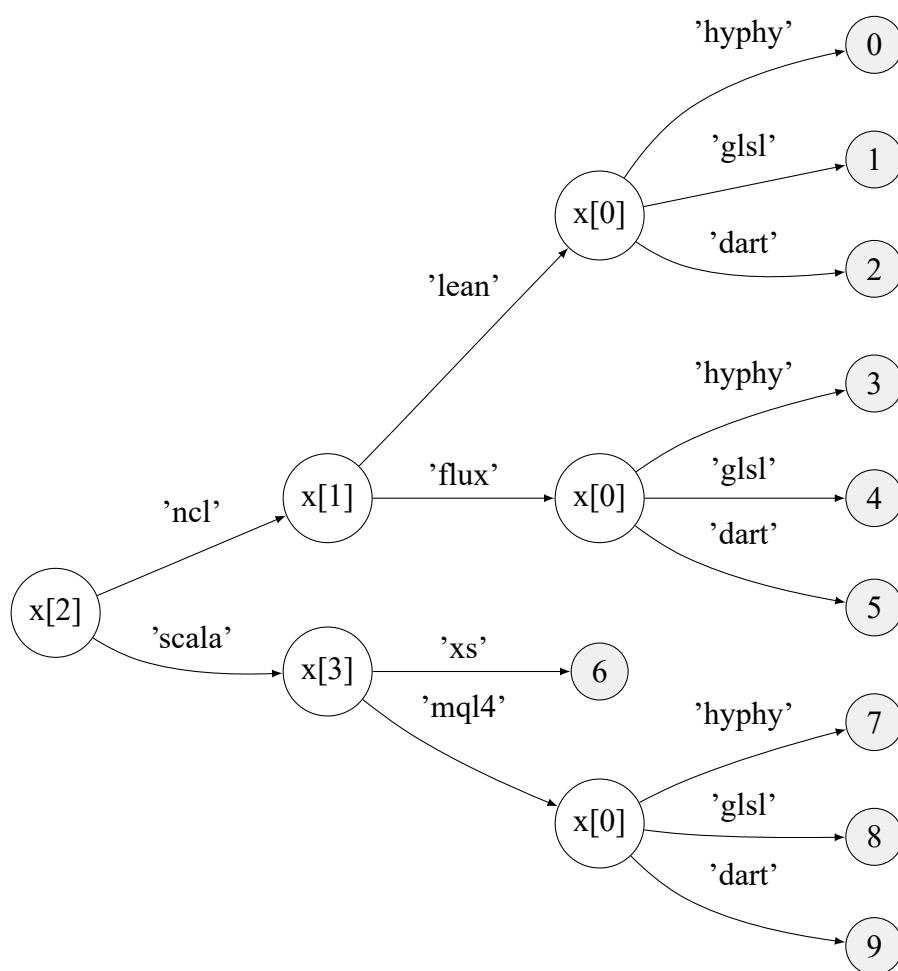 ’hyphy’
0
’glsl’
1
x[0]
’dart’
2
’lean’
’hyphy’
3
’flux’
’glsl’
x[1]
x[0]
4
’ncl’
’dart’
x[2]
5
’scala’
’xs’
x[3]
6
’mql4’
’hyphy’
7
’glsl’
x[0]
8
’dart’
9